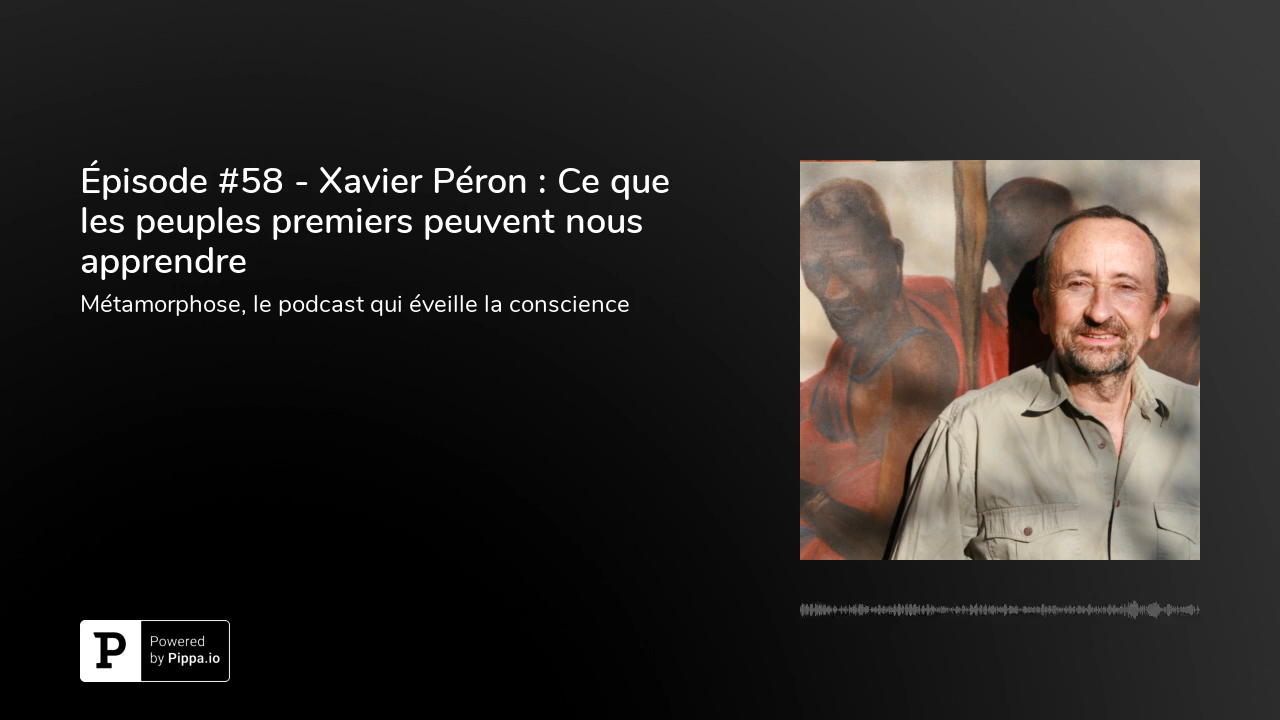 Épisode #58 - Xavier Péron : Ce que
les peuples premiers peuvent nous
apprendre
Métamorphose, le podcast qui éveille la conscience
P
Powered
by Pippa.io